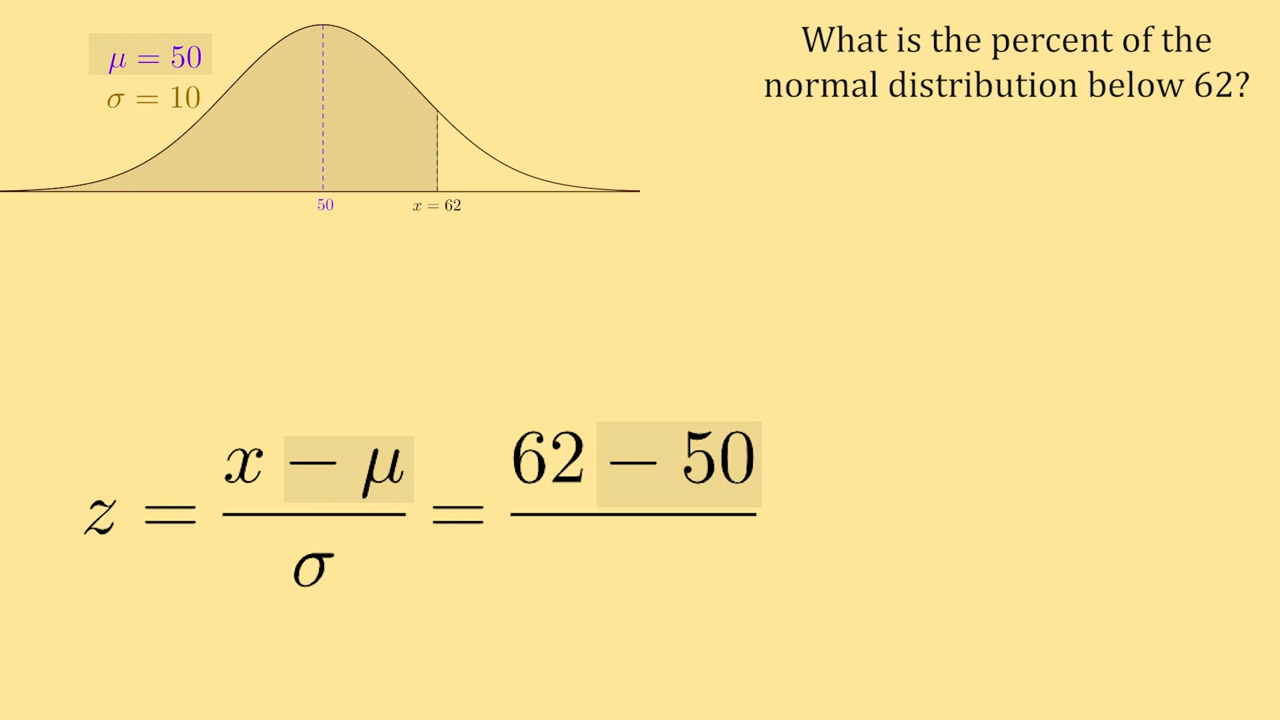 μ = 50
σ = 10
What is the percent of the
normal distribution below 62?
50
x = 62
z = (x − μ)/σ = (62 − 50)/